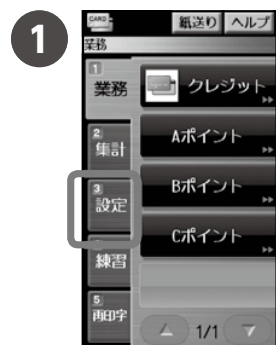 1
CARD
紙送り ヘルプ
業務
1
業務
クレジット
2
集計
Aポイント
3
設定
Bポイント
練習
Cポイント
5
再印字
1/1